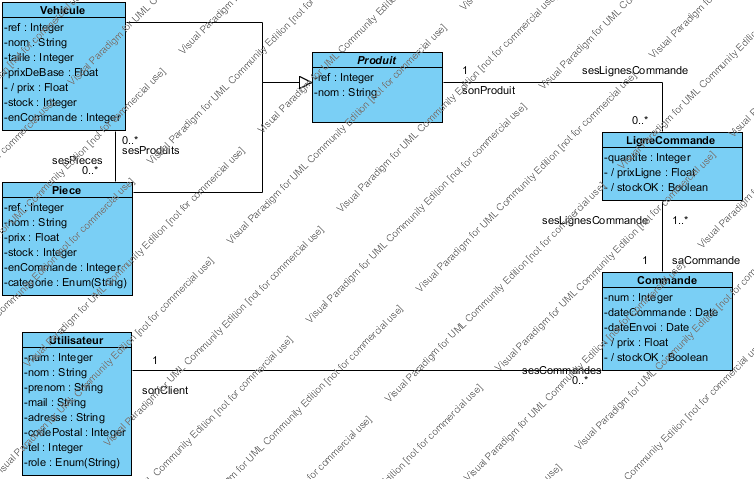 Vehicule
-ref : Integer
-nom : String
-taille : Integer
-prixDeBase : Float
- / prix : Float
-stock : Integer
-enCommande : Integer
0..*
sesProduits
sesPieces
0..*
Piece
-ref : Integer
-nom : String
-prix : Float
-stock : Integer
-enCommande : Integer
-categorie : Enum(String)
Produit
-ref : Integer
-nom : String
1
sonProduit
sesLignesCommande
0..*
LigneCommande
-quantite : Integer
- / prixLigne : Float
- / stockOK : Boolean
sesLignesCommande
1..*
1
saCommande
Commande
-num : Integer
-dateCommande : Date
-dateEnvoi : Date
- / prix : Float
- / stockOK : Boolean
Utilisateur
-num : Integer
-nom : String
-prenom : String
-mail : String
-adresse : String
-codePostal : Integer
-tel : Integer
-role : Enum(String)
1
sonClient
sesCommandes
0..*
Visual Paradigm for UML Community Edition [not for commercial use]